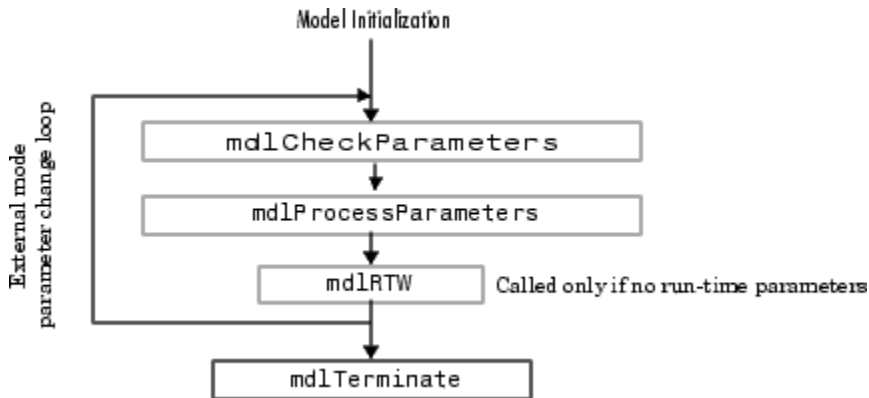 Model Initialization
External mode
parameter change loop
mdlCheckParameters
mdlProcessParameters
mdlRTW
Called only if no run-time parameters
mdlTerminate